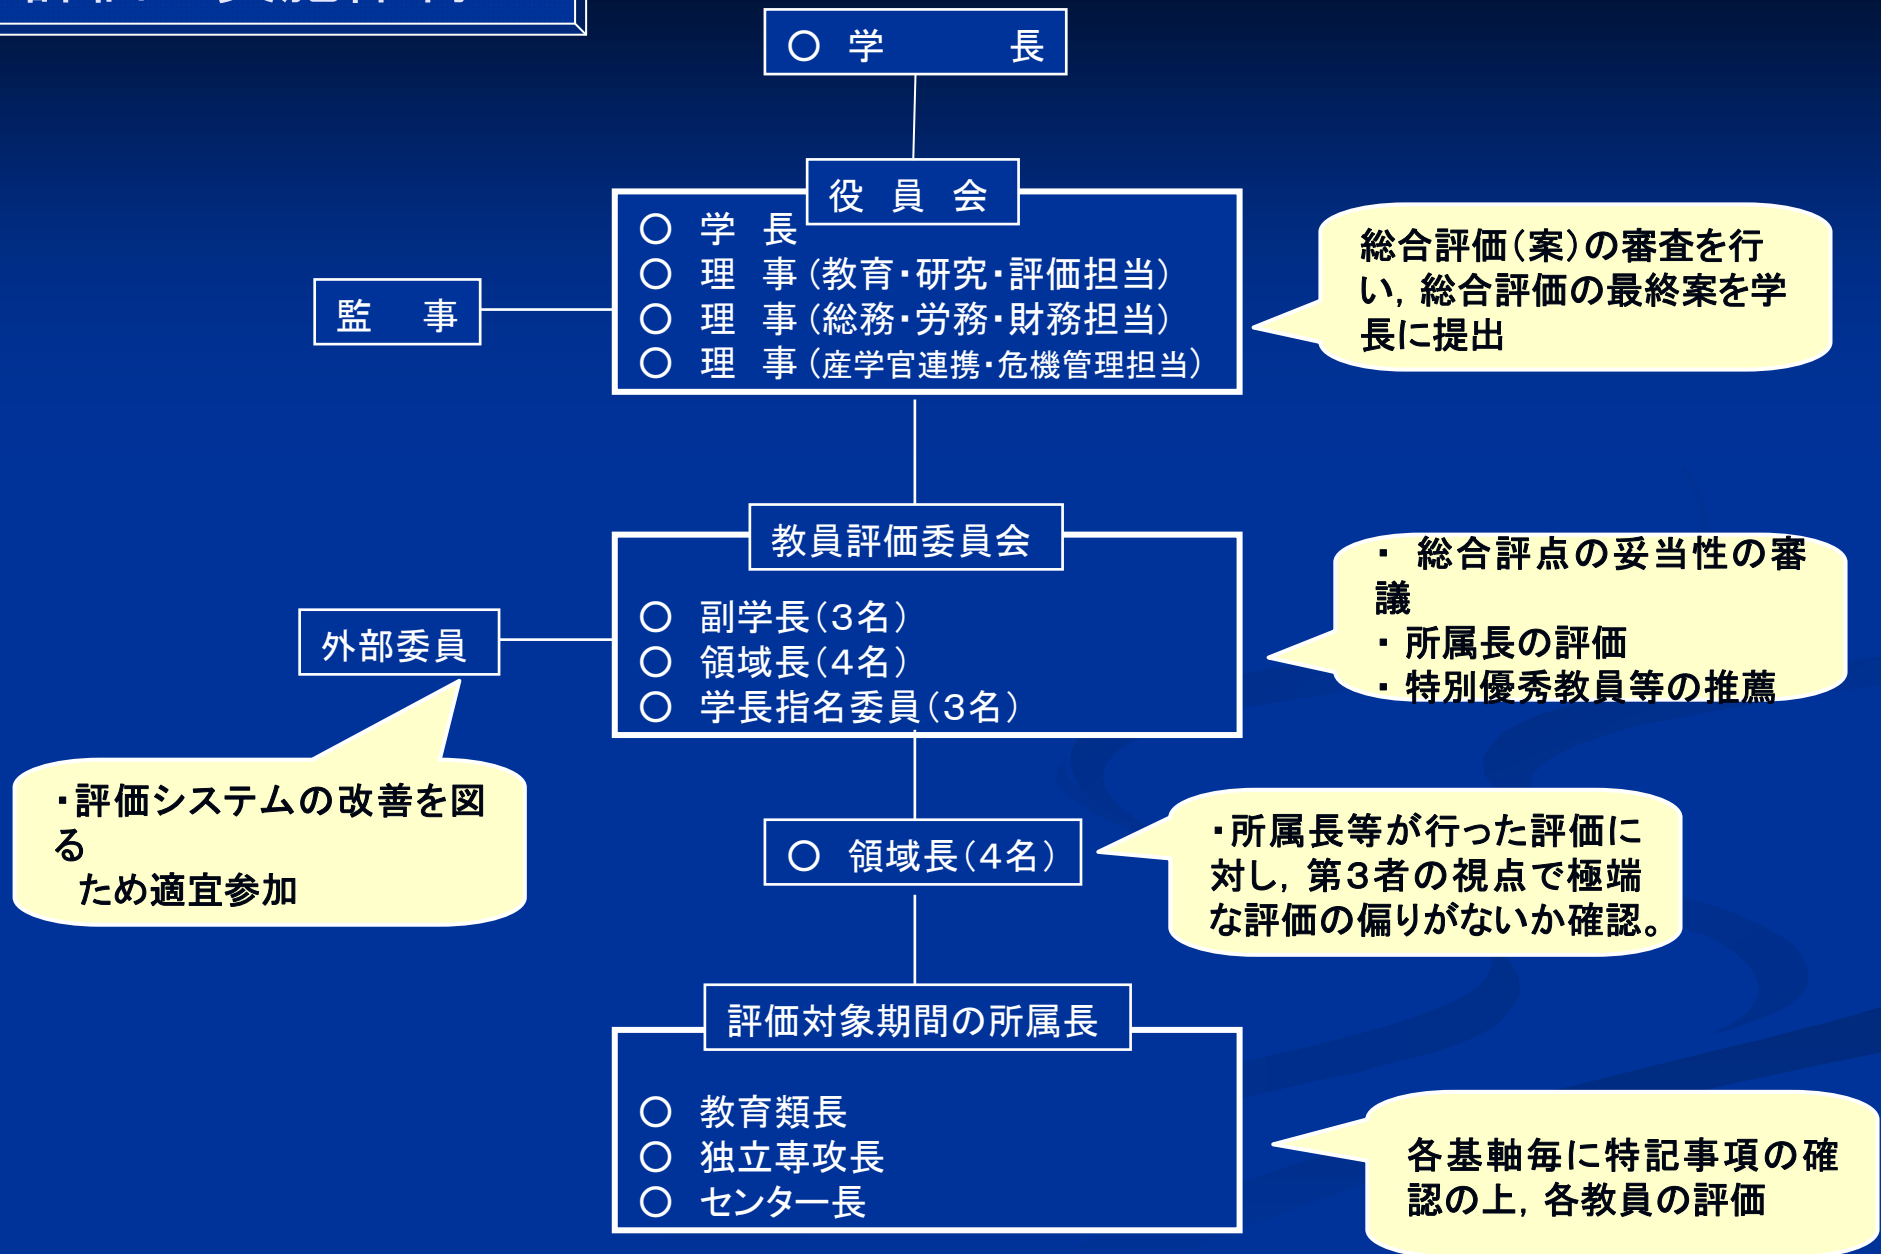 ○ 学 長
役 員 会
○ 学 長
○ 理 事(教育・研究・評価担当)
○ 理 事(総務・労務・財務担当)
○ 理 事(産学官連携・危機管理担当)
監 事
総合評価(案)の審査を行
い,総合評価の最終案を学
長に提出
教員評価委員会
○ 副学長(3名)
○ 領域長(4名)
○ 学長指名委員(3名)
外部委員
・ 総合評点の妥当性の審
議
・ 所属長の評価
・ 特別優秀教員等の推薦
・評価システムの改善を図
る
ため適宜参加
○ 領域長(4名)
・所属長等が行った評価に
対し,第3者の視点で極端
な評価の偏りがないか確認。
評価対象期間の所属長
○ 教育類長
○ 独立専攻長
○ センター長
各基軸毎に特記事項の確
認の上,各教員の評価